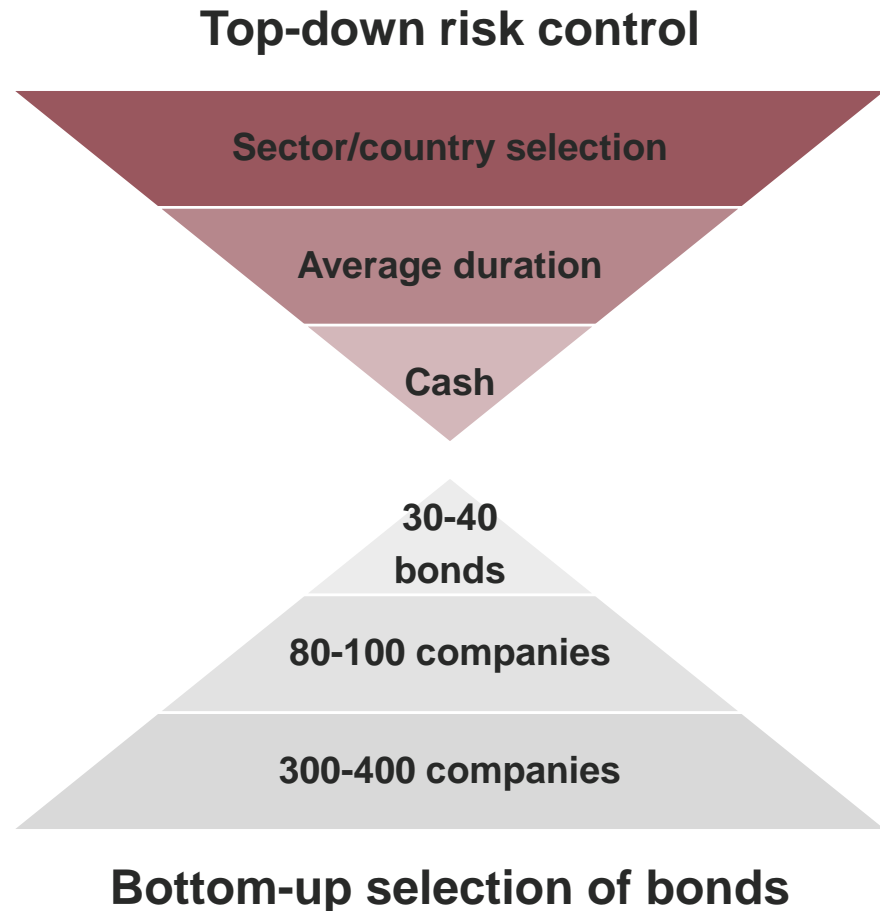 Top-down risk control
Sector/country selection
Average duration
Cash
30-40
bonds
80-100 companies
300-400 companies
Bottom-up selection of bonds